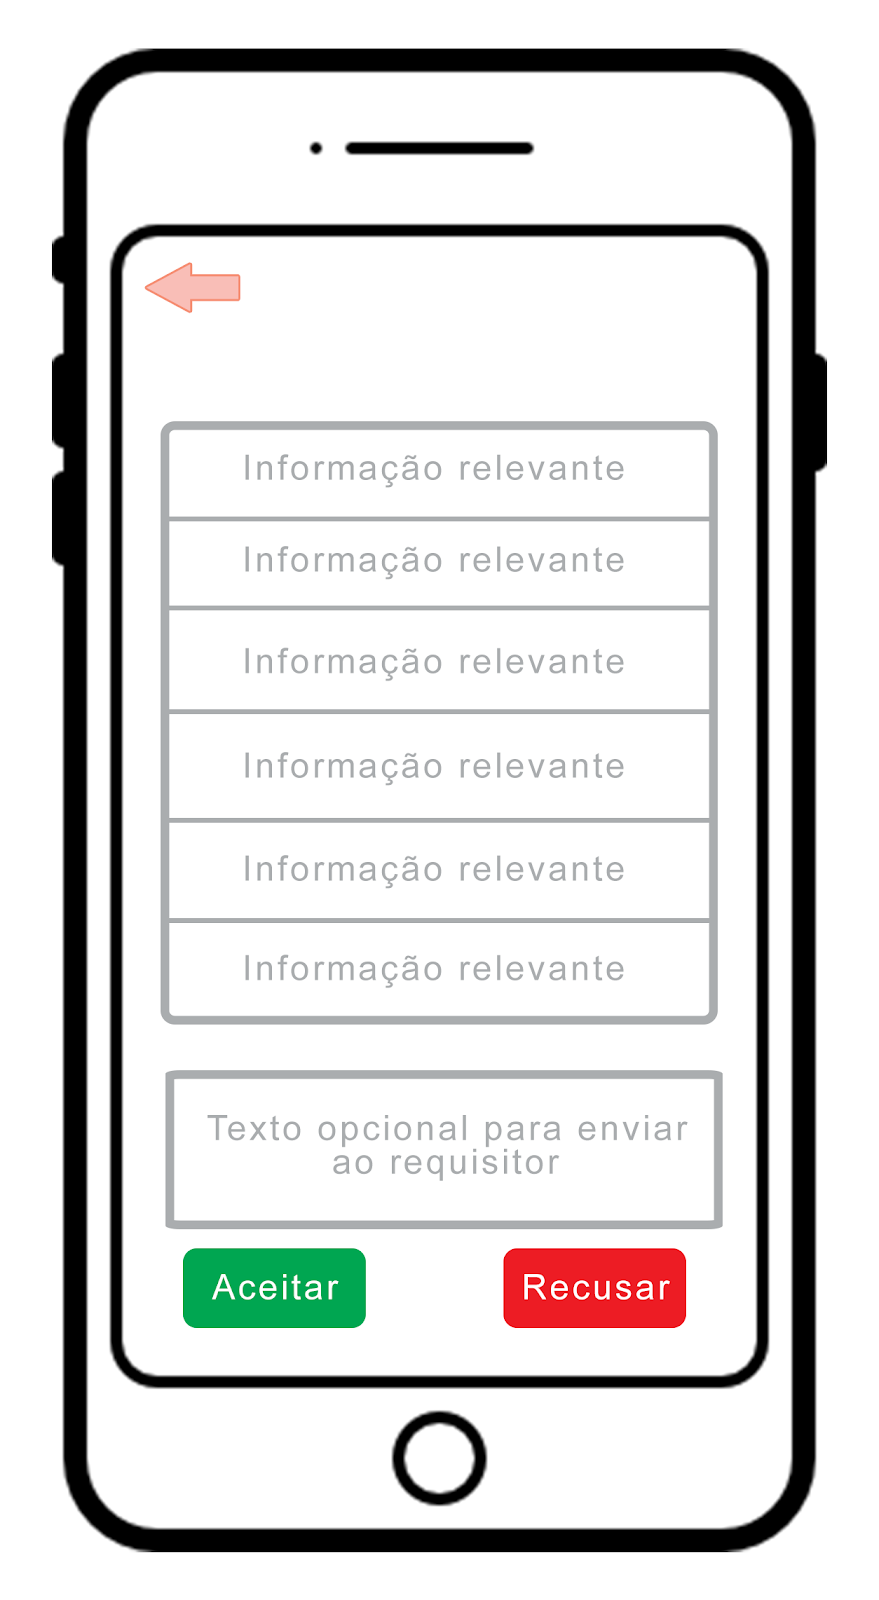 Informação relevante
Informação relevante
Informação relevante
Informação relevante
Informação relevante
Informação relevante
Texto opcional para enviar
ao requisitor
Aceitar
Recusar